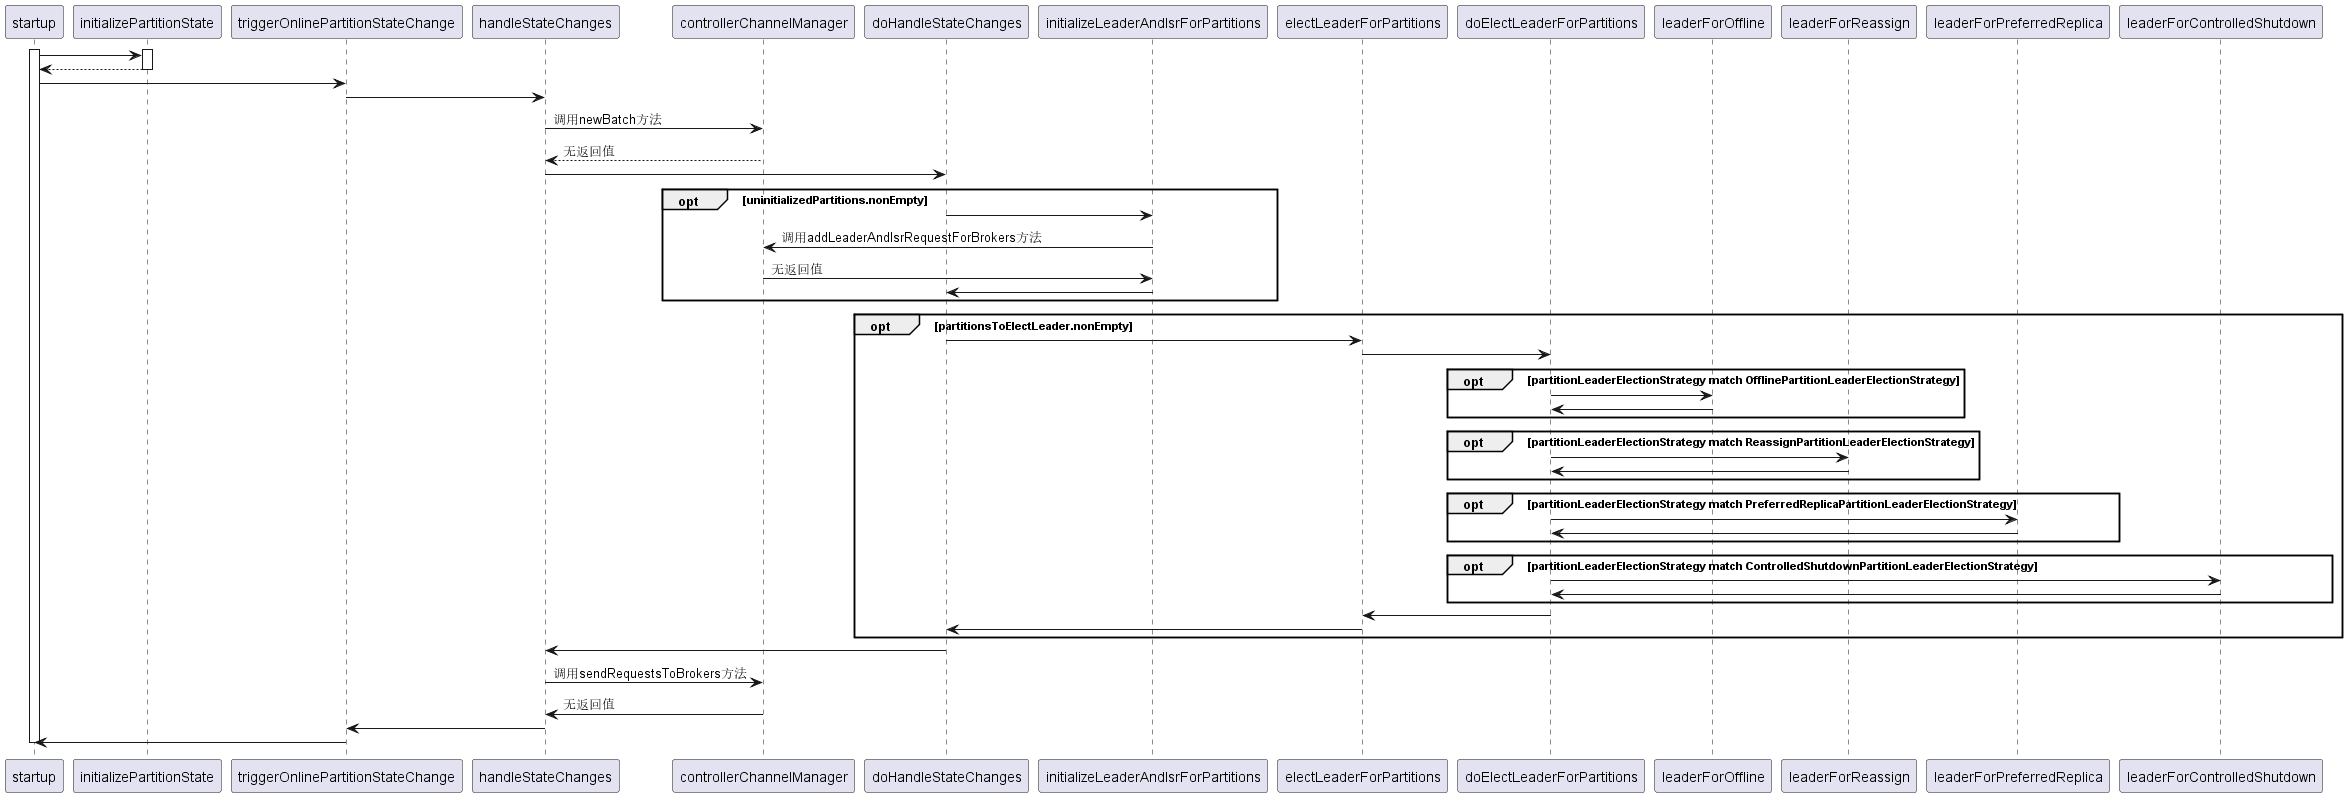 startup
initializePartitionState
triggerOnlinePartitionStateChange
handleStateChanges
controllerChannelManager
doHandleStateChanges
initializeLeaderAndIsrForPartitions
electLeaderForPartitions
doElectLeaderForPartitions
leaderForOffline
leaderForReassign
leaderForPreferredReplica
leaderForControlledShutdown
调用newBatch方法
无返回值
opt [uninitializedPartitions.nonEmpty]
调用addLeaderAndIsrRequestForBrokers方法
无返回值
opt [partitionsToElectLeader.nonEmpty]
opt [partitionLeaderElectionStrategy match OfflinePartitionLeaderElectionStrategy]
opt [partitionLeaderElectionStrategy match ReassignPartitionLeaderElectionStrategy]
opt [partitionLeaderElectionStrategy match PreferredReplicaPartitionLeaderElectionStrategy]
opt [partitionLeaderElectionStrategy match ControlledShutdownPartitionLeaderElectionStrategy]
调用sendRequestsToBrokers方法
无返回值
startup
initializePartitionState
triggerOnlinePartitionStateChange
handleStateChanges
controllerChannelManager
doHandleStateChanges
initializeLeaderAndIsrForPartitions
electLeaderForPartitions
doElectLeaderForPartitions
leaderForOffline
leaderForReassign
leaderForPreferredReplica
leaderForControlledShutdown